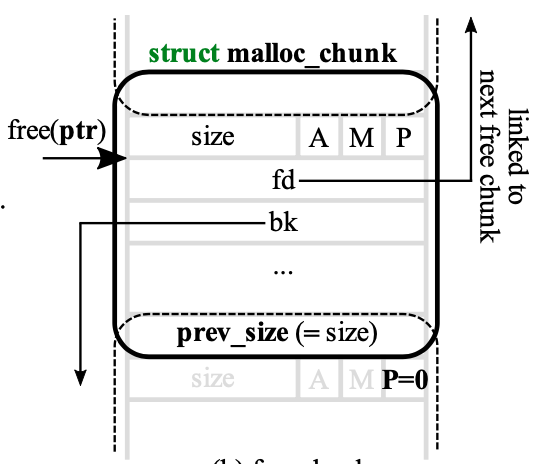 struct malloc_chunk
free(ptr)
size A M P
fd
bk
...
prev_size (= size)
size A M P=0
linked to
next free chunk